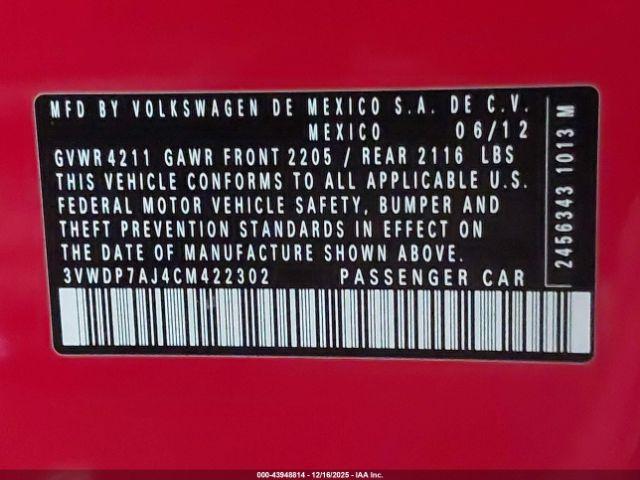 MFD BY VOLKSWAGEN DE MEXICO S.A. DE C.V.
MEXICO 06/12
GVWR 4211 GAWR FRONT 2205 / REAR 2116 LBS
THIS VEHICLE CONFORMS TO ALL APPLICABLE U.S.
FEDERAL MOTOR VEHICLE SAFETY, BUMPER AND
THEFT PREVENTION STANDARDS IN EFFECT ON
THE DATE OF MANUFACTURE SHOWN ABOVE.
3VWDP7AJ4CM422302 PASSENGER CAR
2456343 1013 M
000-43948814 - 12/16/2025 - IAA Inc.